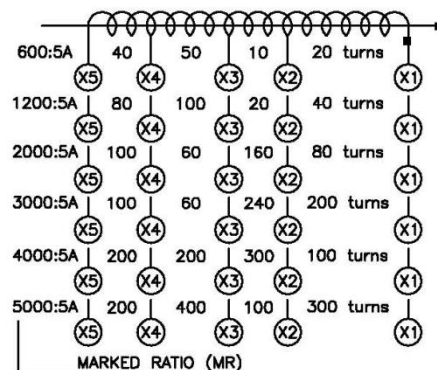 600:5A 40 50 10 20 turns
X5 X4 X3 X2 X1
1200:5A 80 100 20 40 turns
X5 X4 X3 X2 X1
2000:5A 100 60 160 80 turns
X5 X4 X3 X2 X1
3000:5A 100 60 240 200 turns
X5 X4 X3 X2 X1
4000:5A 200 200 300 100 turns
X5 X4 X3 X2 X1
5000:5A 200 400 100 300 turns
X5 X4 X3 X2 X1
MARKED RATIO (MR)